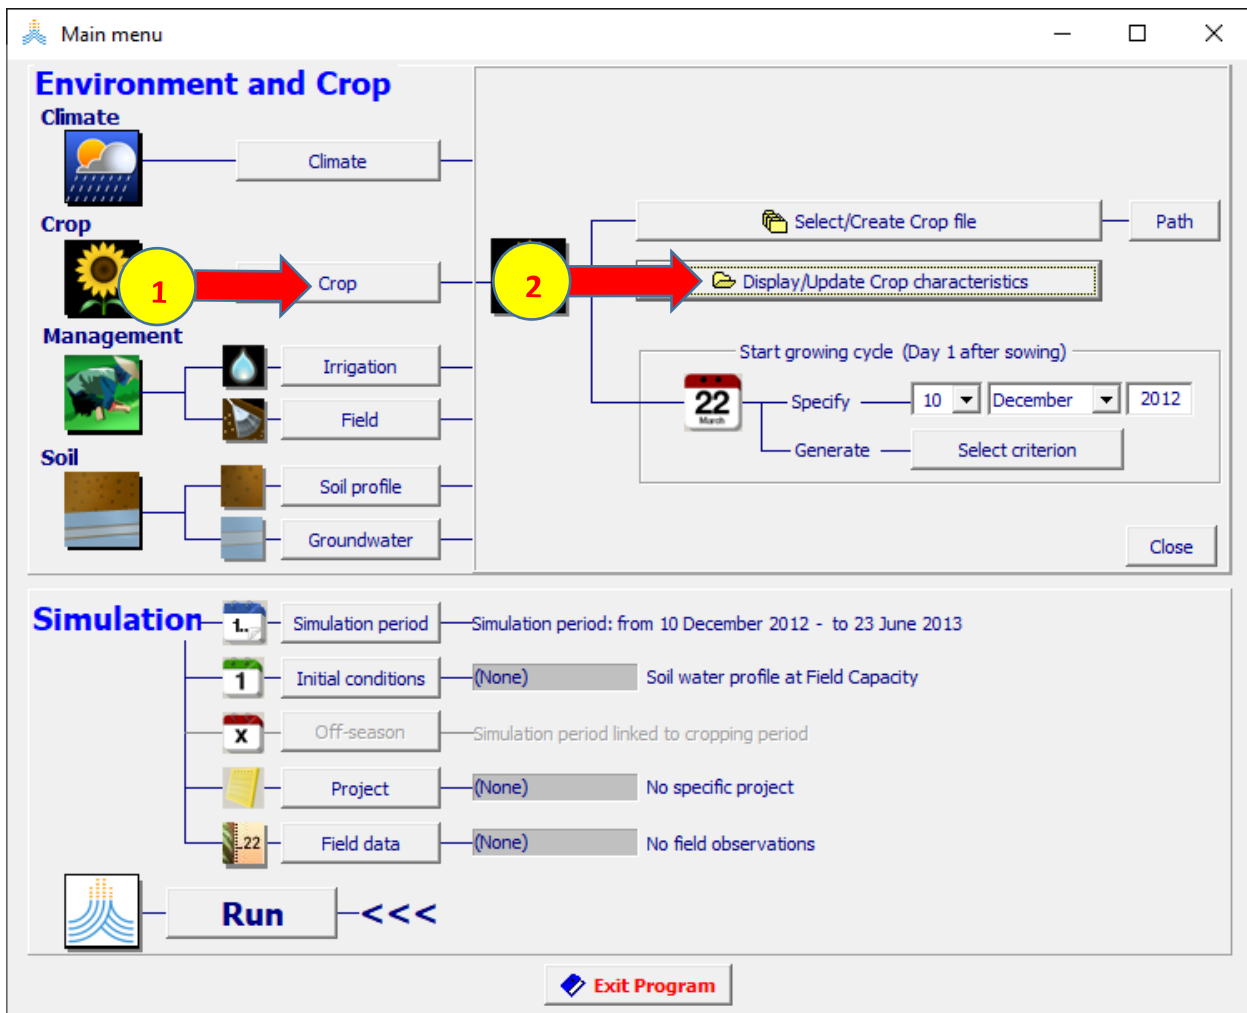 Main menu
Environment and Crop
Climate
Climate
Select/Create Crop file
Path
Crop
1
Crop
2
Display/Update Crop characteristics
Management
Irrigation
Field
Start growing cycle (Day 1 after sowing)
22
March
Specify
10
December
2012
Generate
Select criterion
Soil
Soil profile
Groundwater
Close
Simulation
1..
Simulation period
Simulation period: from 10 December 2012 - to 23 June 2013
1
Initial conditions
(None)
Soil water profile at Field Capacity
X
Off-season
Simulation period linked to cropping period
Project
(None)
No specific project
22
Field data
(None)
No field observations
Run
<<<
Exit Program